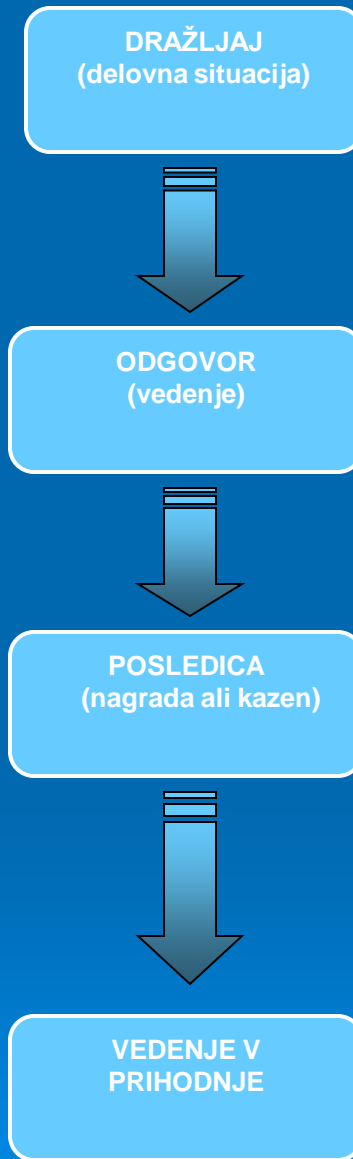 DRAŽLJAJ
(delovna situacija)
ODGOVOR
(vedenje)
POSLEDICA
(nagrada ali kazen)
VEDENJE V
PRIHODNJE